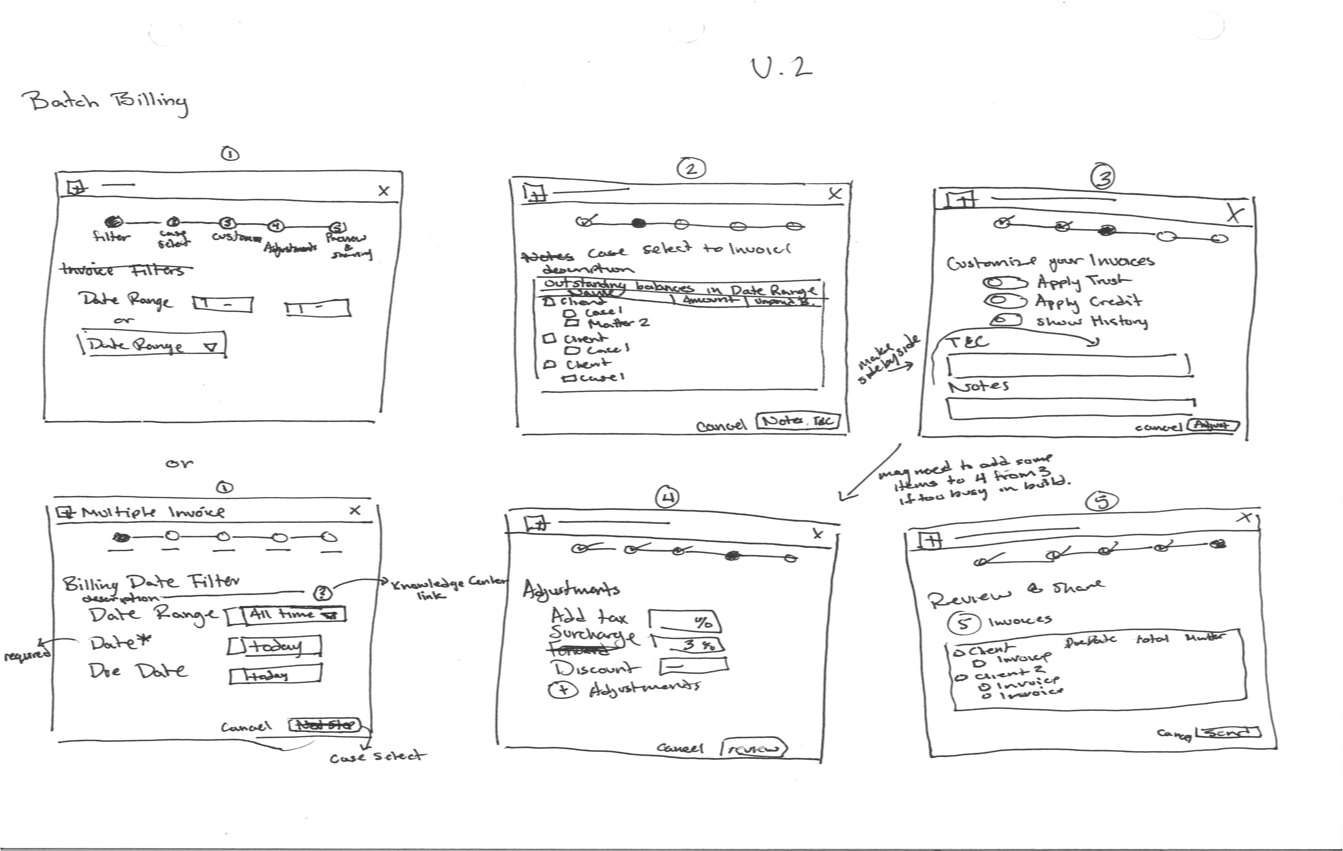 V.2
Batch Billing
1
X
filter
2
case
select
3
customize
4
Adjustments
5
Preview
&
sharing
Invoice Filters
Date Range
or
Date Range
or
1
Multiple Invoice
X
Billing Date Filter
description
?
Knowledge Center
link
Date Range
All time
Date*
today
required
Due Date
today
Cancel
Next Step
Case Select
2
X
Notes Case select to Invoice
description
Outstanding balances in Date Range
Name
Amount
Unpaid B.
Client
Case 1
Matter 2
Client
Case 1
Client
Case 1
Cancel
Notes, T&C
3
X
Customize your Invoices
Apply Trust
Apply Credit
Show History
make
side by side
T&C
Notes
cancel
Adjust
may need to add some
items to 4 from 3
if too busy in build.
4
X
Adjustments
Add tax
%
Surcharge
3 %
Discount
+ Adjustments
Cancel
review
5
X
Review & Share
5 Invoices
Client
Due Date
total
Client 2
Invoice
Invoice
Invoice
Cancel
Send